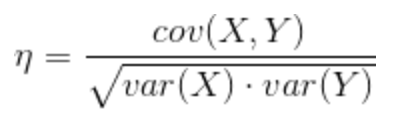 η = cov(X, Y) / √(var(X) · var(Y))